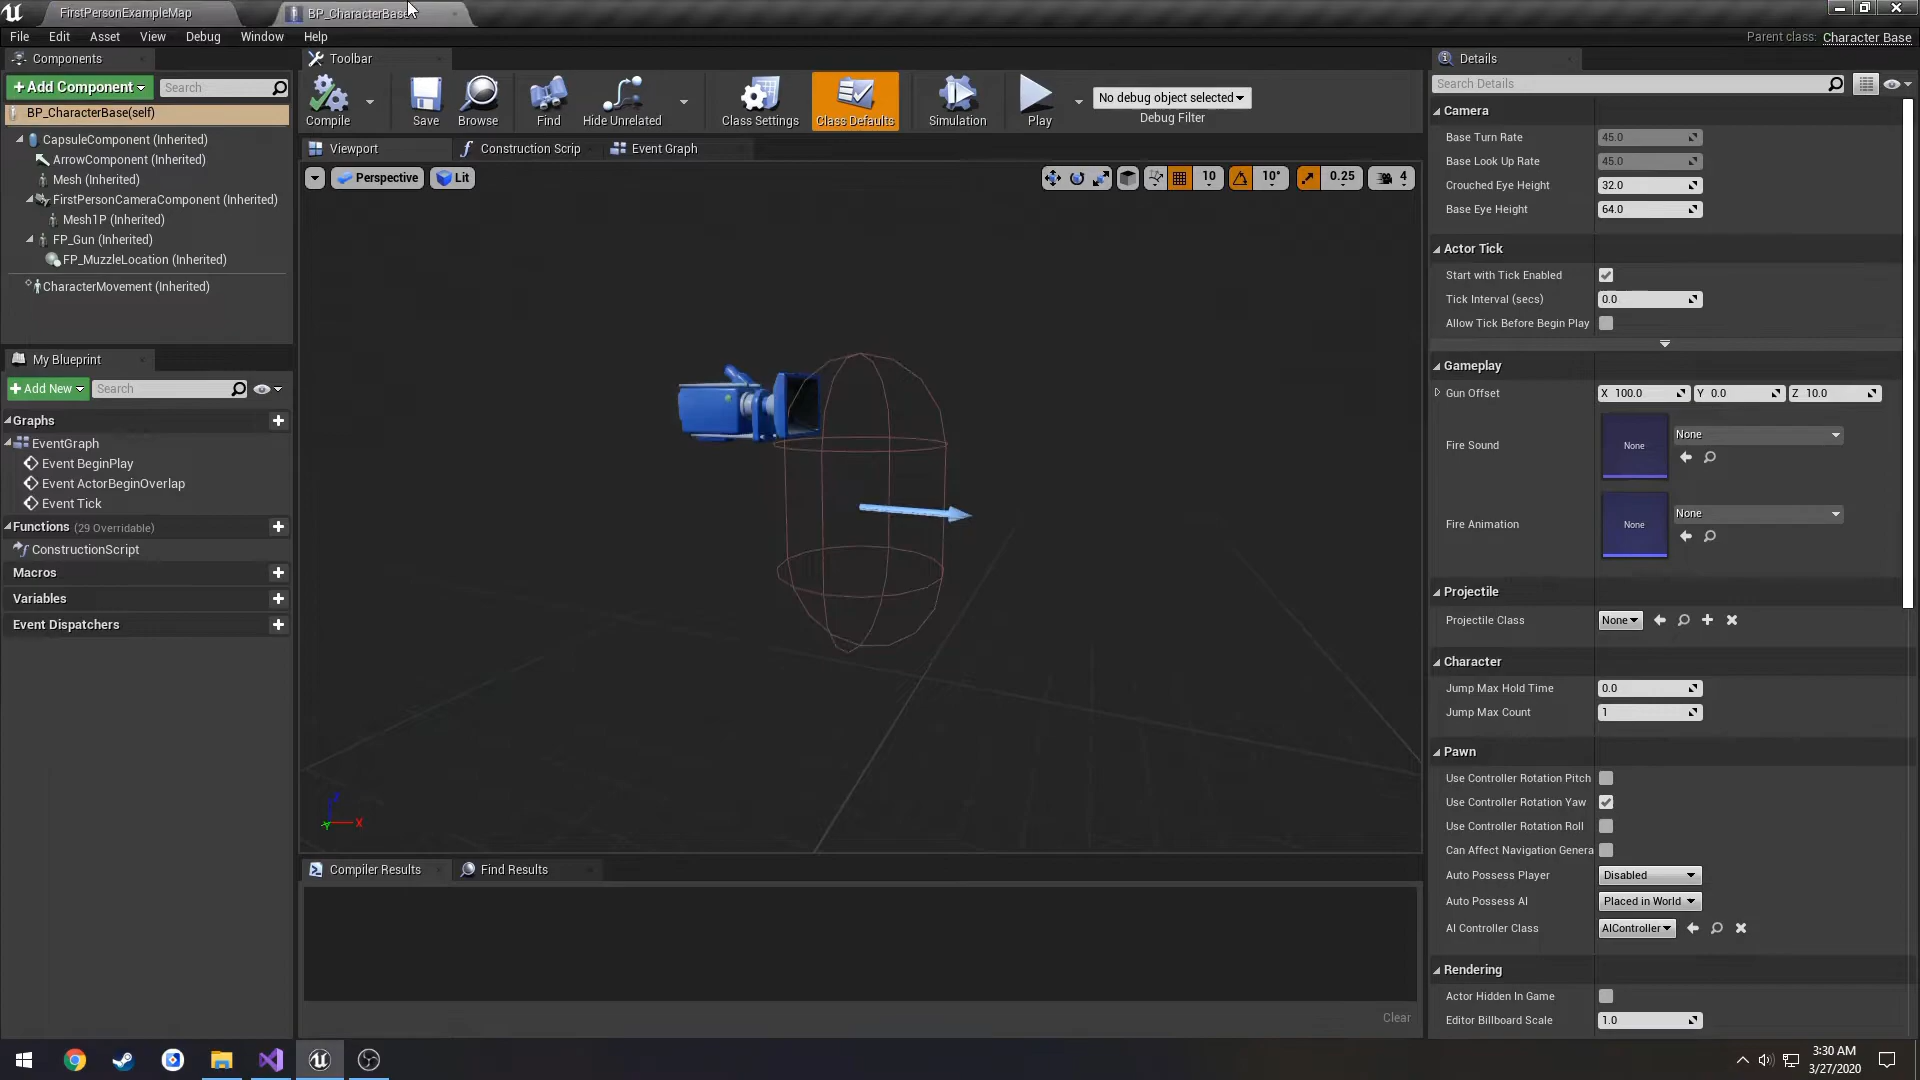 FirstPersonExampleMap
BP_CharacterBase
File Edit Asset View Debug Window Help
Parent class: Character Base
Components
+Add Component
Search
BP_CharacterBase(self)
CapsuleComponent (Inherited)
ArrowComponent (Inherited)
Mesh (Inherited)
FirstPersonCameraComponent (Inherited)
Mesh1P (Inherited)
FP_Gun (Inherited)
FP_MuzzleLocation (Inherited)
CharacterMovement (Inherited)
My Blueprint
+Add New
Search
Graphs
EventGraph
Event BeginPlay
Event ActorBeginOverlap
Event Tick
Functions (29 Overridable)
ConstructionScript
Macros
Variables
Event Dispatchers
Toolbar
Compile
Save
Browse
Find
Hide Unrelated
Class Settings
Class Defaults
Simulation
Play
No debug object selected
Debug Filter
Viewport
Construction Scrip
Event Graph
Perspective
Lit
10
10°
0.25
4
Z
X
Y
Compiler Results
Find Results
Clear
Details
Search Details
Camera
Base Turn Rate 45.0
Base Look Up Rate 45.0
Crouched Eye Height 32.0
Base Eye Height 64.0
Actor Tick
Start with Tick Enabled
Tick Interval (secs) 0.0
Allow Tick Before Begin Play
Gameplay
Gun Offset X 100.0 Y 0.0 Z 10.0
Fire Sound None None
Fire Animation None None
Projectile
Projectile Class None
Character
Jump Max Hold Time 0.0
Jump Max Count 1
Pawn
Use Controller Rotation Pitch
Use Controller Rotation Yaw
Use Controller Rotation Roll
Can Affect Navigation Genera
Auto Possess Player Disabled
Auto Possess AI Placed in World
AI Controller Class AIController
Rendering
Actor Hidden In Game
Editor Billboard Scale 1.0
3:30 AM
3/27/2020